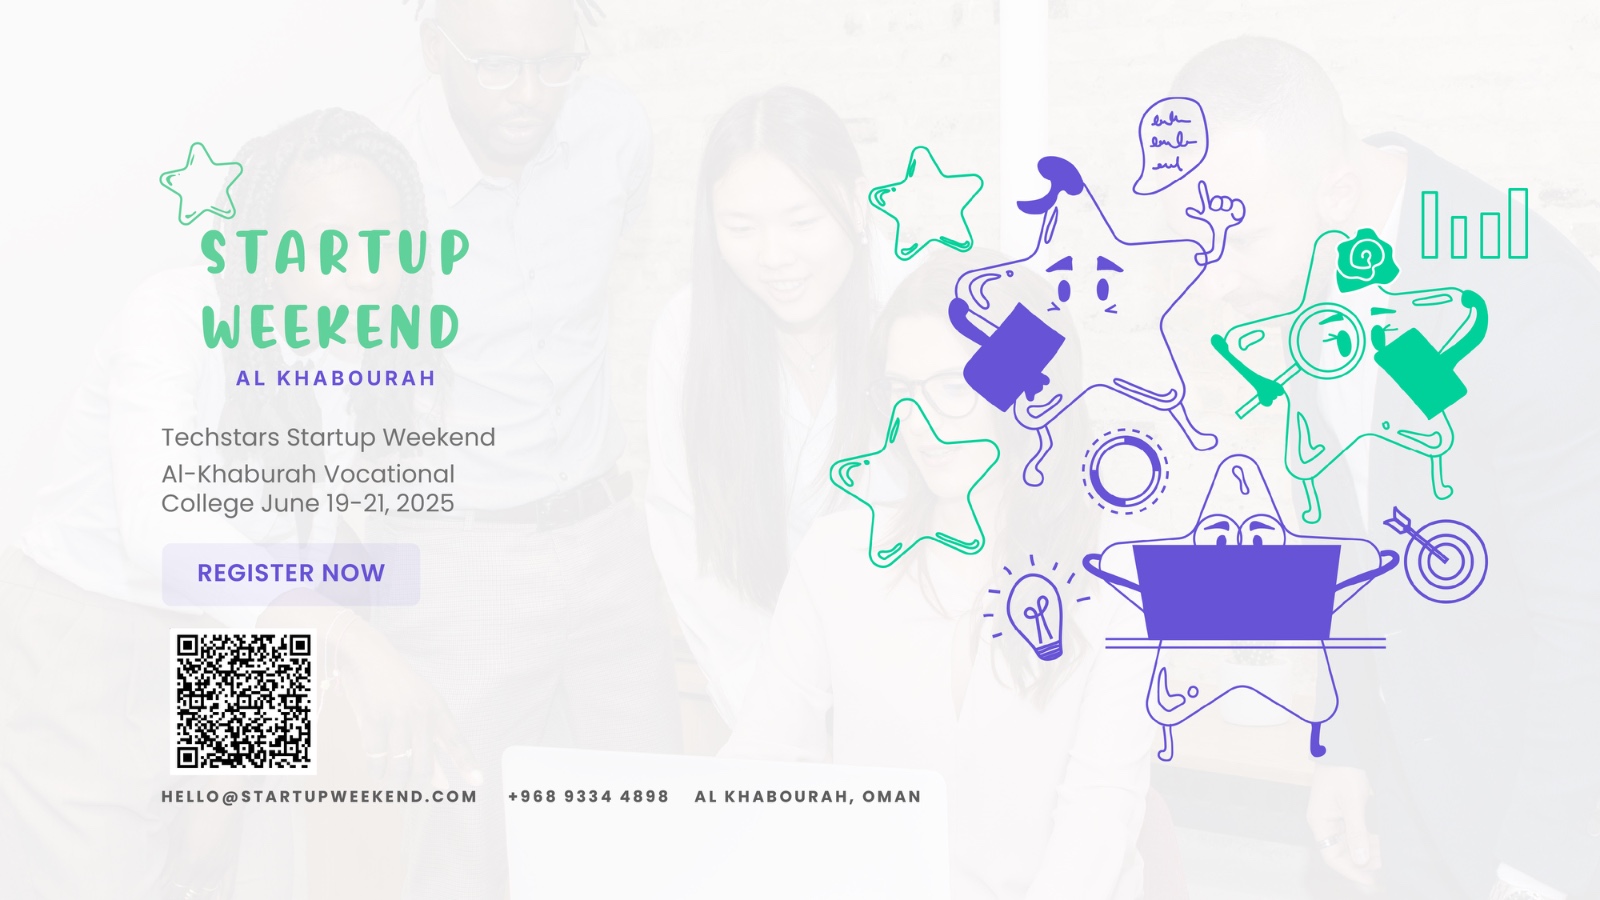 STARTUP
WEEKEND
AL KHABOURAH
Techstars Startup Weekend
Al-Khaburah Vocational
College June 19-21, 2025
REGISTER NOW
HELLO@STARTUPWEEKEND.COM +968 9334 4898 AL KHABOURAH, OMAN